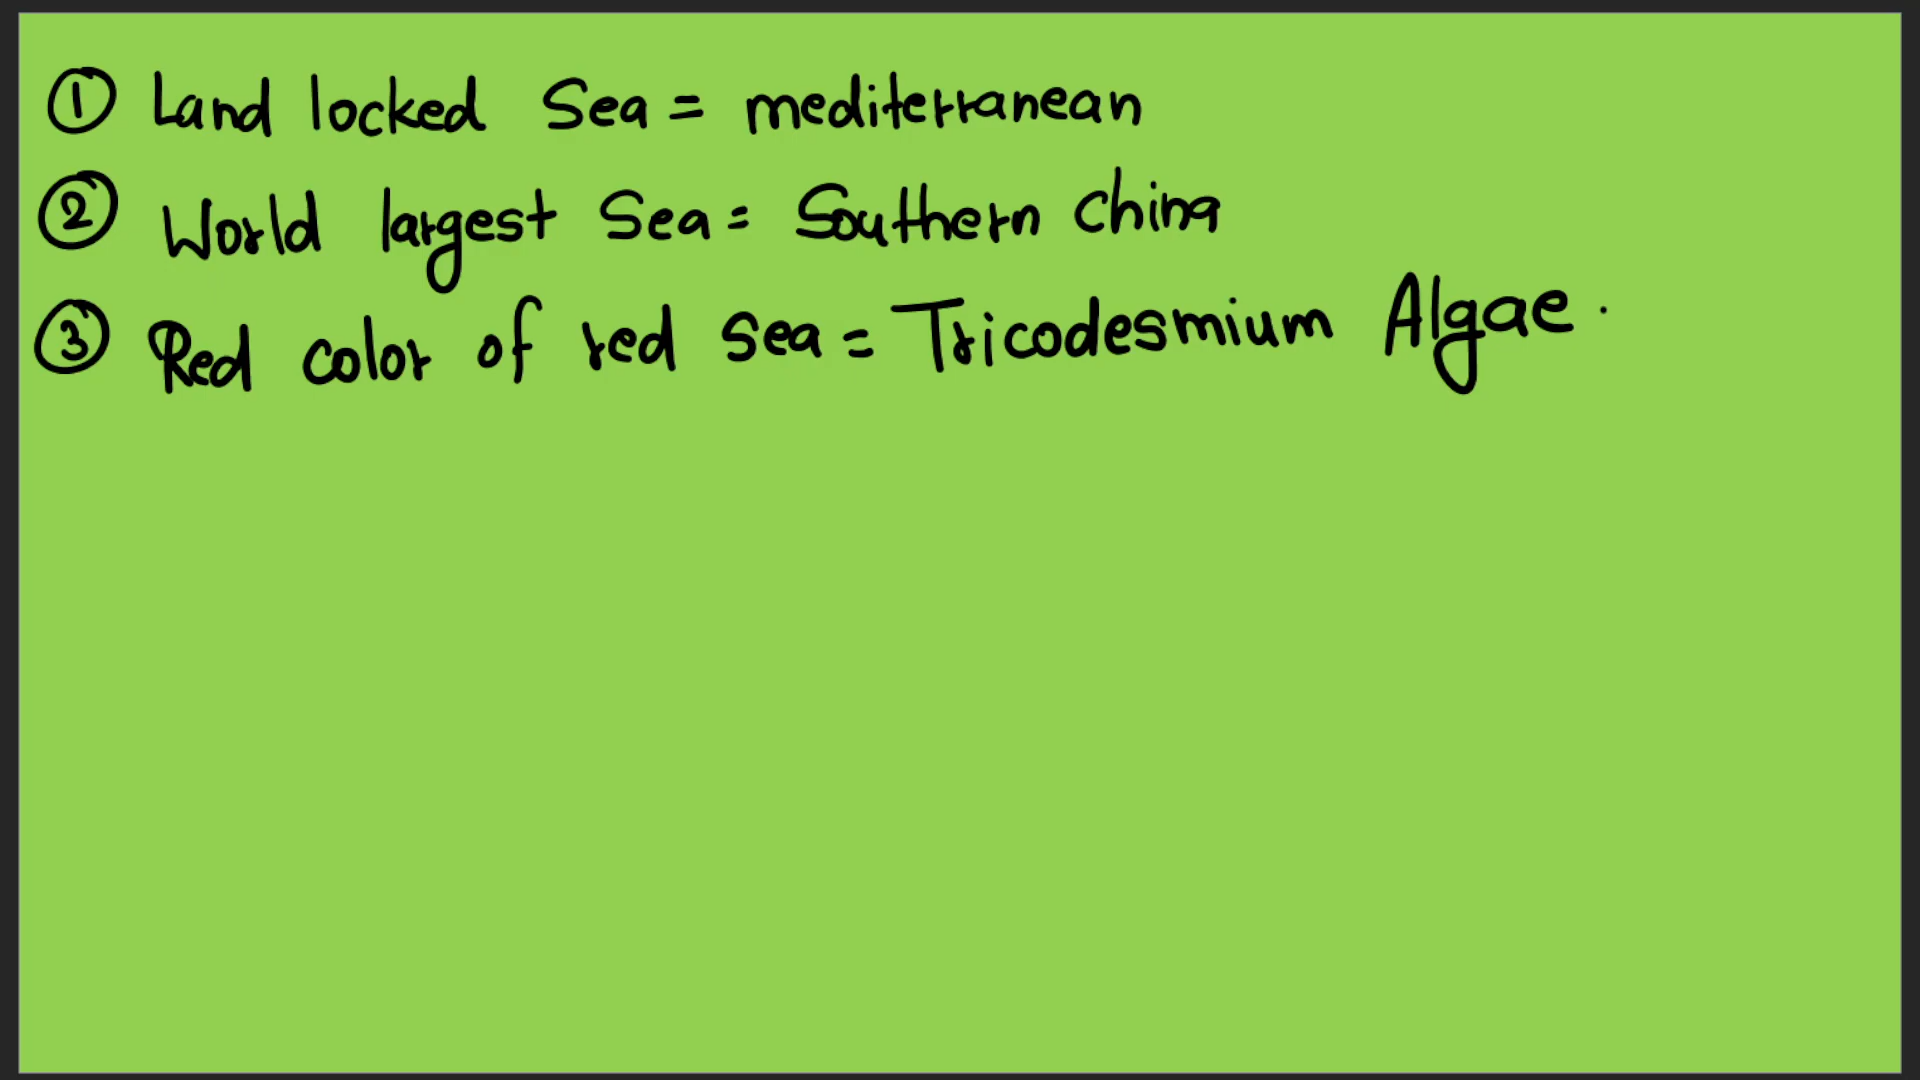 ① Land locked Sea = mediterranean
② World largest Sea = Southern China
③ Red color of red Sea = Tricodesmium Algae.